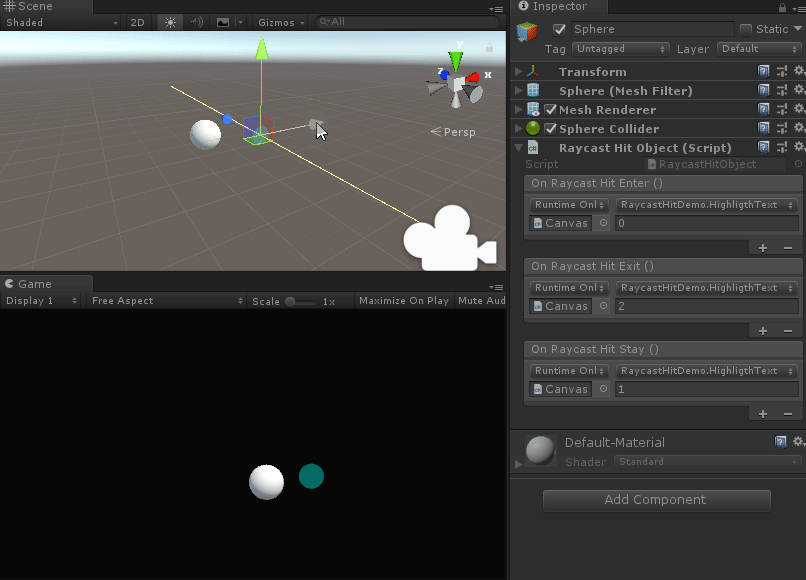 Scene
Shaded
2D
Gizmos
All
y
z
x
Persp
Game
Display 1
Free Aspect
Scale
1x
Maximize On Play
Mute Aud
Inspector
Sphere
Static
Tag
Untagged
Layer
Default
Transform
Sphere (Mesh Filter)
Mesh Renderer
Sphere Collider
Raycast Hit Object (Script)
Script
RaycastHitObject
On Raycast Hit Enter ()
Runtime Onl
RaycastHitDemo.HighligthText
Canvas
0
On Raycast Hit Exit ()
Runtime Onl
RaycastHitDemo.HighligthText
Canvas
2
On Raycast Hit Stay ()
Runtime Onl
RaycastHitDemo.HighligthText
Canvas
1
Default-Material
Shader
Standard
Add Component